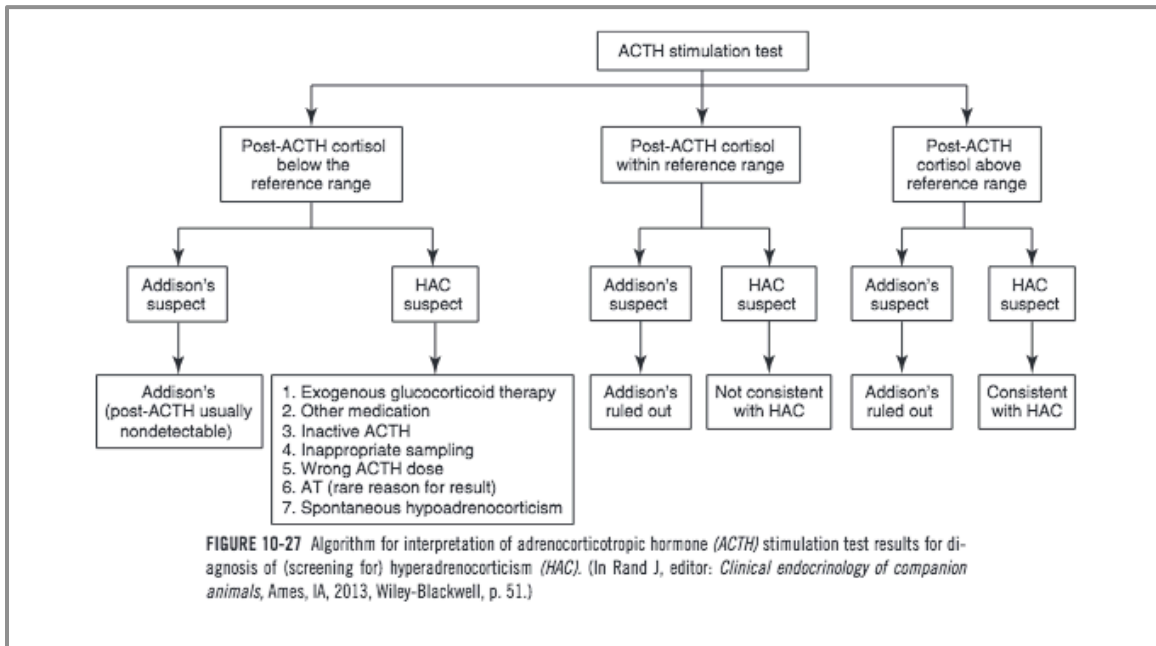 ACTH stimulation test
Post-ACTH cortisol
below the
reference range
Post-ACTH cortisol
within reference range
Post-ACTH
cortisol above
reference range
Addison's
suspect
HAC
suspect
Addison's
suspect
HAC
suspect
Addison's
suspect
HAC
suspect
Addison's
(post-ACTH usually
nondetectable)
1. Exogenous glucocorticoid therapy
2. Other medication
3. Inactive ACTH
4. Inappropriate sampling
5. Wrong ACTH dose
6. AT (rare reason for result)
7. Spontaneous hypoadrenocorticism
Addison's
ruled out
Not consistent
with HAC
Addison's
ruled out
Consistent
with HAC
FIGURE 10-27 Algorithm for interpretation of adrenocorticotropic hormone (ACTH) stimulation test results for di-
agnosis of (screening for) hyperadrenocorticism (HAC). (In Rand J, editor: Clinical endocrinology of companion
animals, Ames, IA, 2013, Wiley-Blackwell, p. 51.)